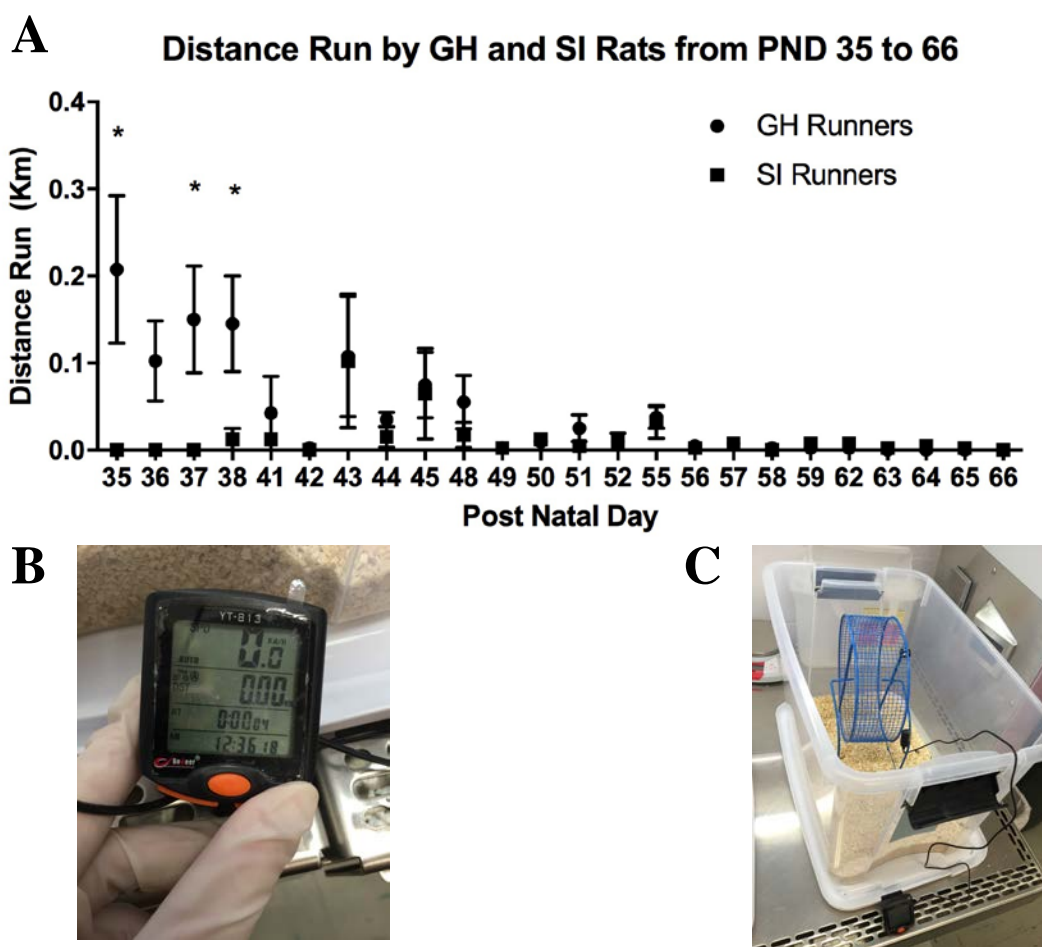 A
Distance Run by GH and SI Rats from PND 35 to 66
Distance Run (Km)
0.4
0.3
0.2
0.1
0.0
* * *
GH Runners
SI Runners
35 36 37 38 41 42 43 44 45 48 49 50 51 52 55 56 57 58 59 62 63 64 65 66
Post Natal Day
B
YT-813
0.0
0.00
0:00:04
12:36 18
C